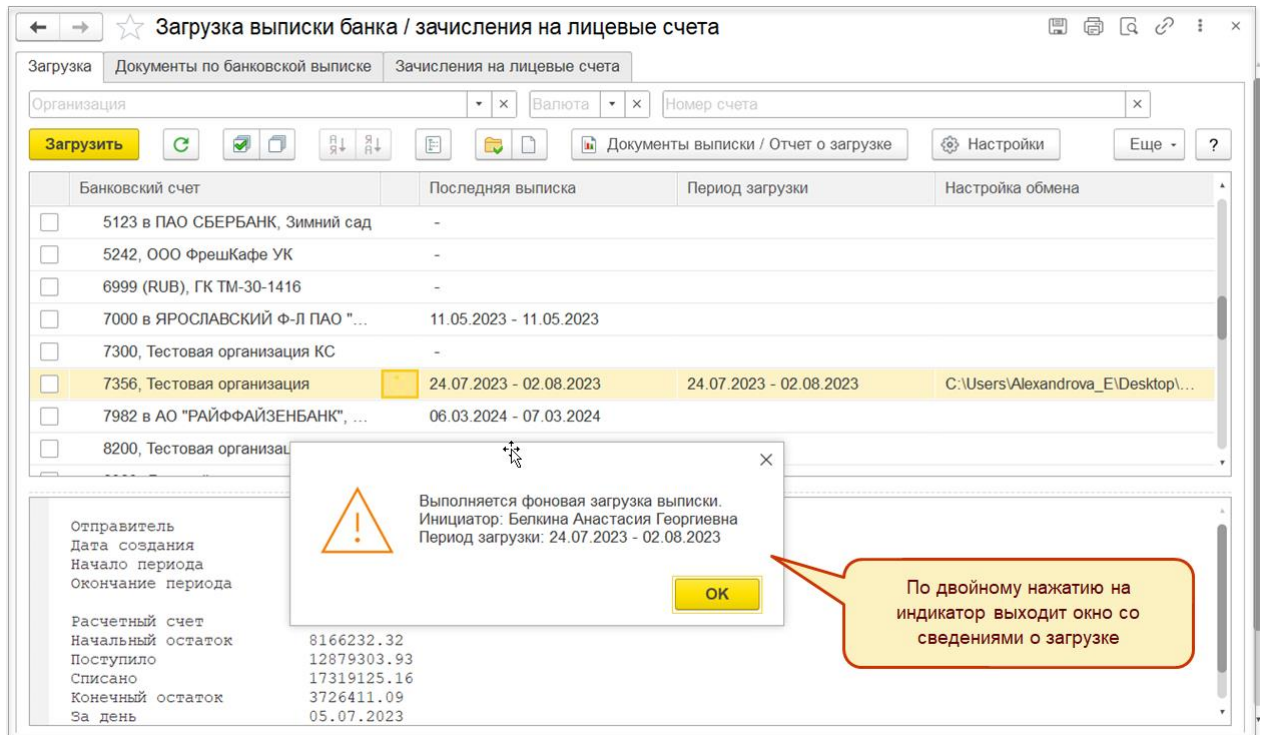 Загрузка выписки банка / зачисления на лицевые счета
Загрузка Документы по банковской выписке Зачисления на лицевые счета
Организация Валюта Номер счета
Загрузить Документы выписки / Отчет о загрузке Настройки Еще ?
Банковский счет Последняя выписка Период загрузки Настройка обмена
5123 в ПАО СБЕРБАНК, Зимний сад -
5242, ООО ФрешКафе УК -
6999 (RUB), ГК ТМ-30-1416 -
7000 в ЯРОСЛАВСКИЙ Ф-Л ПАО "... 11.05.2023 - 11.05.2023
7300, Тестовая организация КС -
7356, Тестовая организация 24.07.2023 - 02.08.2023 24.07.2023 - 02.08.2023 C:\Users\Alexandrova_E\Desktop\...
7982 в АО "РАЙФФАЙЗЕНБАНК", ... 06.03.2024 - 07.03.2024
8200, Тестовая организац
Выполняется фоновая загрузка выписки.
Инициатор: Белкина Анастасия Георгиевна
Период загрузки: 24.07.2023 - 02.08.2023
OK
По двойному нажатию на
индикатор выходит окно со
сведениями о загрузке
Отправитель
Дата создания
Начало периода
Окончание периода
Расчетный счет
Начальный остаток 8166232.32
Поступило 12879303.93
Списано 17319125.16
Конечный остаток 3726411.09
За день 05.07.2023